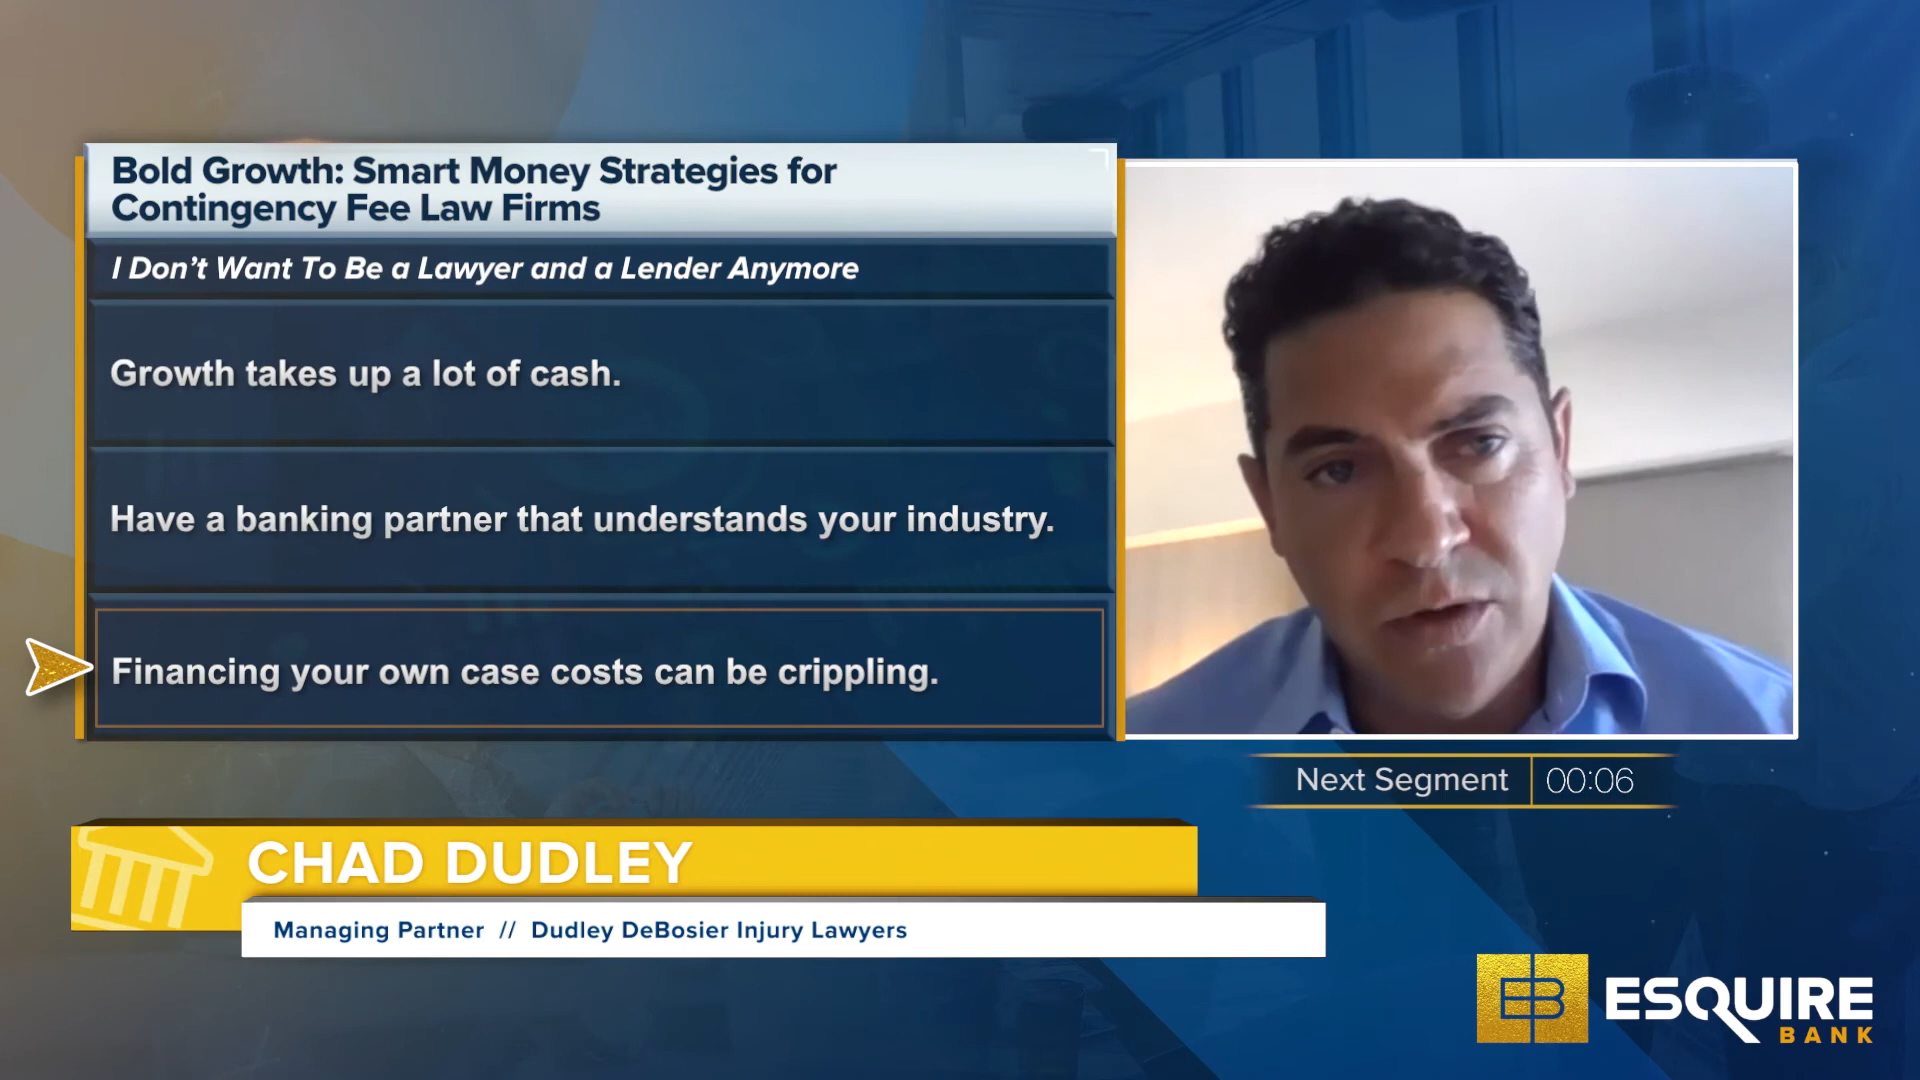 Bold Growth: Smart Money Strategies for
Contingency Fee Law Firms
I Don’t Want To Be a Lawyer and a Lender Anymore
Growth takes up a lot of cash.
Have a banking partner that understands your industry.
Financing your own case costs can be crippling.
Next Segment 00:06
CHAD DUDLEY
Managing Partner // Dudley DeBosier Injury Lawyers
EB ESQUIRE
BANK